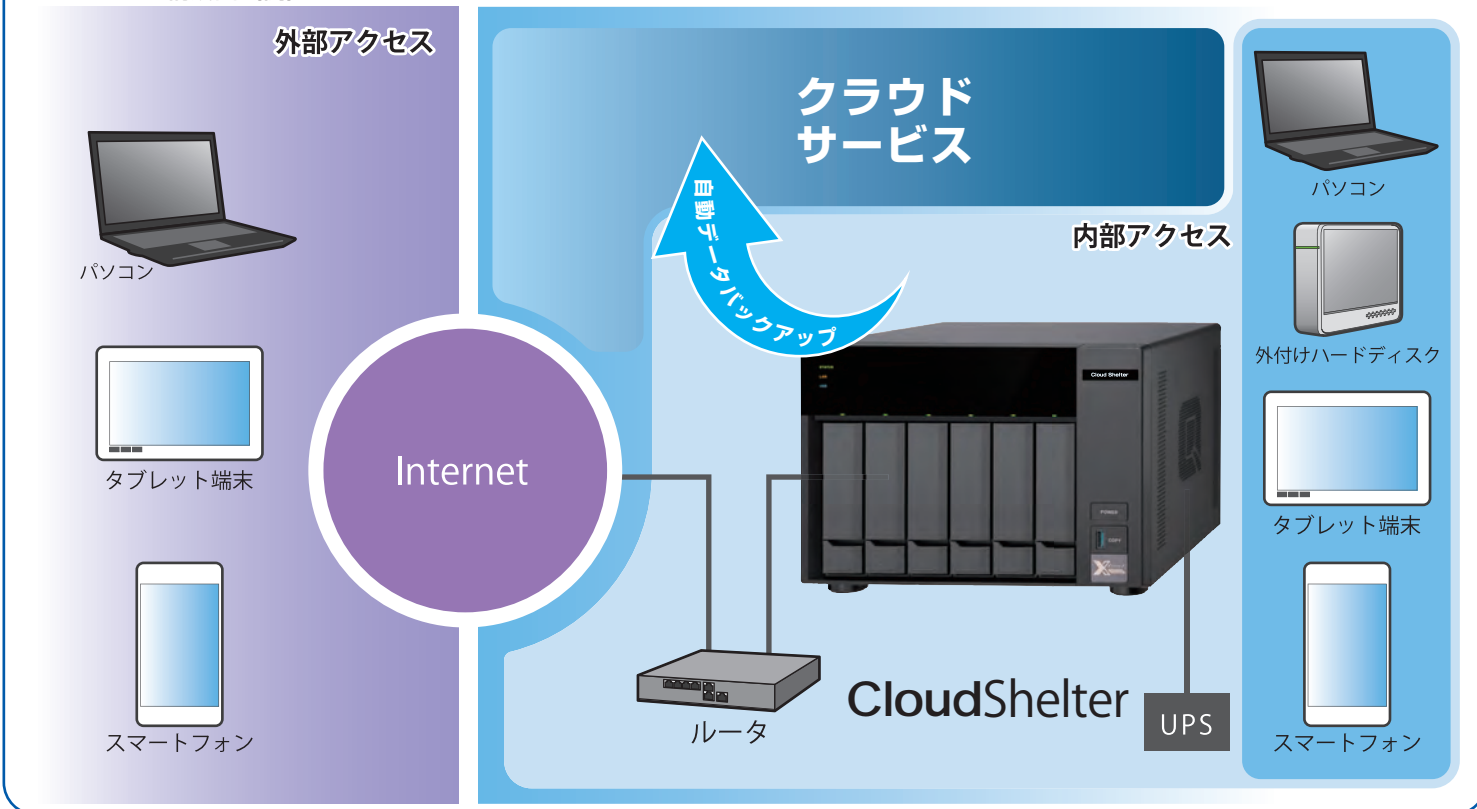 外部アクセス
パソコン
タブレット端末
スマートフォン
Internet
クラウド
サービス
自動データバックアップ
内部アクセス
Cloud Shelter
POWER
COPY
ルータ
CloudShelter
UPS
パソコン
外付けハードディスク
タブレット端末
スマートフォン